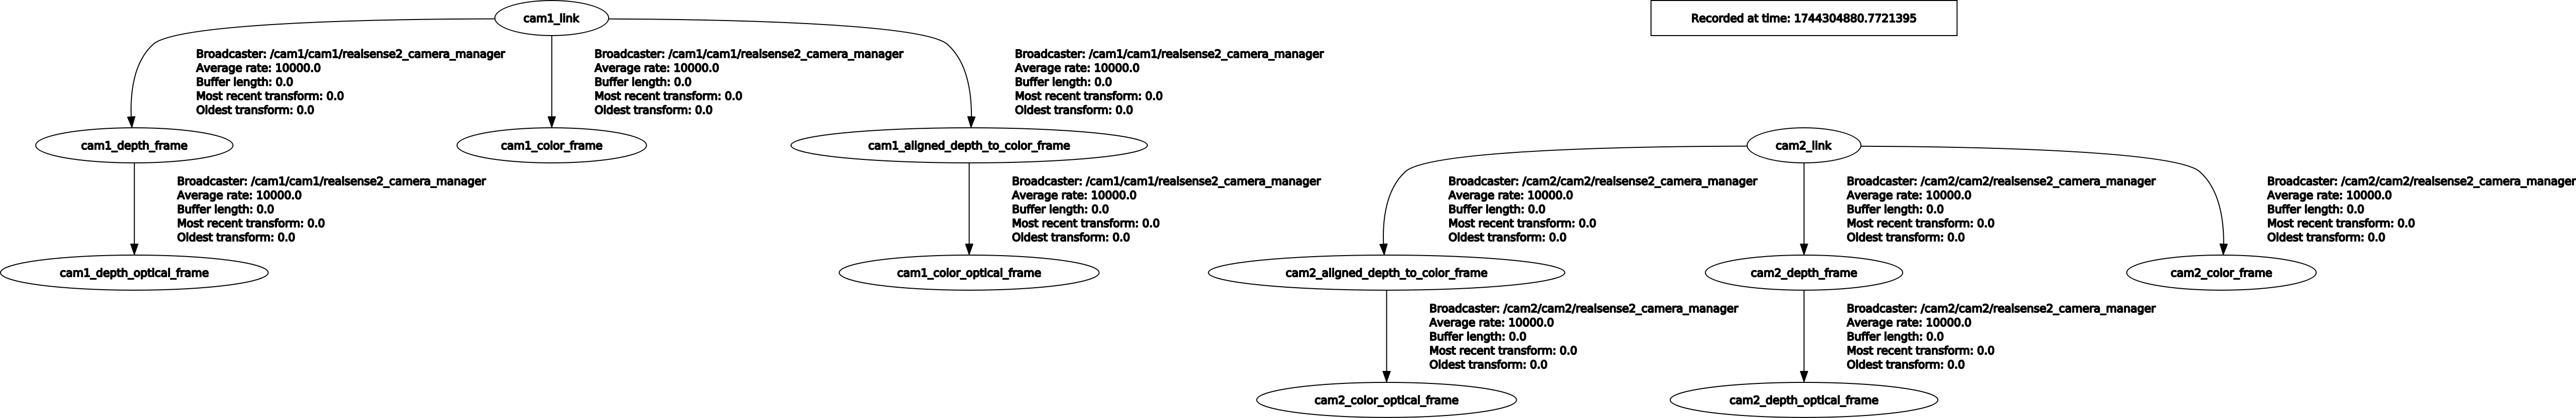 cam1_link
Recorded at time: 1744304880.7721395
Broadcaster: /cam1/cam1/realsense2_camera_manager
Average rate: 10000.0
Buffer length: 0.0
Most recent transform: 0.0
Oldest transform: 0.0
Broadcaster: /cam1/cam1/realsense2_camera_manager
Average rate: 10000.0
Buffer length: 0.0
Most recent transform: 0.0
Oldest transform: 0.0
Broadcaster: /cam1/cam1/realsense2_camera_manager
Average rate: 10000.0
Buffer length: 0.0
Most recent transform: 0.0
Oldest transform: 0.0
cam1_depth_frame
cam1_color_frame
cam1_aligned_depth_to_color_frame
cam2_link
Broadcaster: /cam1/cam1/realsense2_camera_manager
Average rate: 10000.0
Buffer length: 0.0
Most recent transform: 0.0
Oldest transform: 0.0
Broadcaster: /cam1/cam1/realsense2_camera_manager
Average rate: 10000.0
Buffer length: 0.0
Most recent transform: 0.0
Oldest transform: 0.0
Broadcaster: /cam2/cam2/realsense2_camera_manager
Average rate: 10000.0
Buffer length: 0.0
Most recent transform: 0.0
Oldest transform: 0.0
Broadcaster: /cam2/cam2/realsense2_camera_manager
Average rate: 10000.0
Buffer length: 0.0
Most recent transform: 0.0
Oldest transform: 0.0
Broadcaster: /cam2/cam2/realsense2_camera_manager
Average rate: 10000.0
Buffer length: 0.0
Most recent transform: 0.0
Oldest transform: 0.0
cam1_depth_optical_frame
cam1_color_optical_frame
cam2_aligned_depth_to_color_frame
cam2_depth_frame
cam2_color_frame
Broadcaster: /cam2/cam2/realsense2_camera_manager
Average rate: 10000.0
Buffer length: 0.0
Most recent transform: 0.0
Oldest transform: 0.0
Broadcaster: /cam2/cam2/realsense2_camera_manager
Average rate: 10000.0
Buffer length: 0.0
Most recent transform: 0.0
Oldest transform: 0.0
cam2_color_optical_frame
cam2_depth_optical_frame